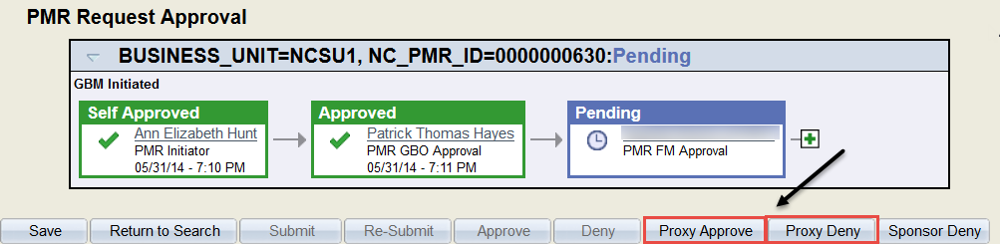 PMR Request Approval
BUSINESS_UNIT=NCSU1, NC_PMR_ID=0000000630:Pending
GBM Initiated
Self Approved
Ann Elizabeth Hunt
PMR Initiator
05/31/14 - 7:10 PM
Approved
Patrick Thomas Hayes
PMR GBO Approval
05/31/14 - 7:11 PM
Pending
PMR FM Approval
Save
Return to Search
Submit
Re-Submit
Approve
Deny
Proxy Approve
Proxy Deny
Sponsor Deny